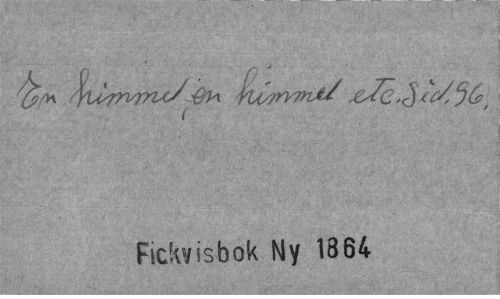 En himmel, en himmel etc. Sid. 96.
Fickvisbok Ny 1864